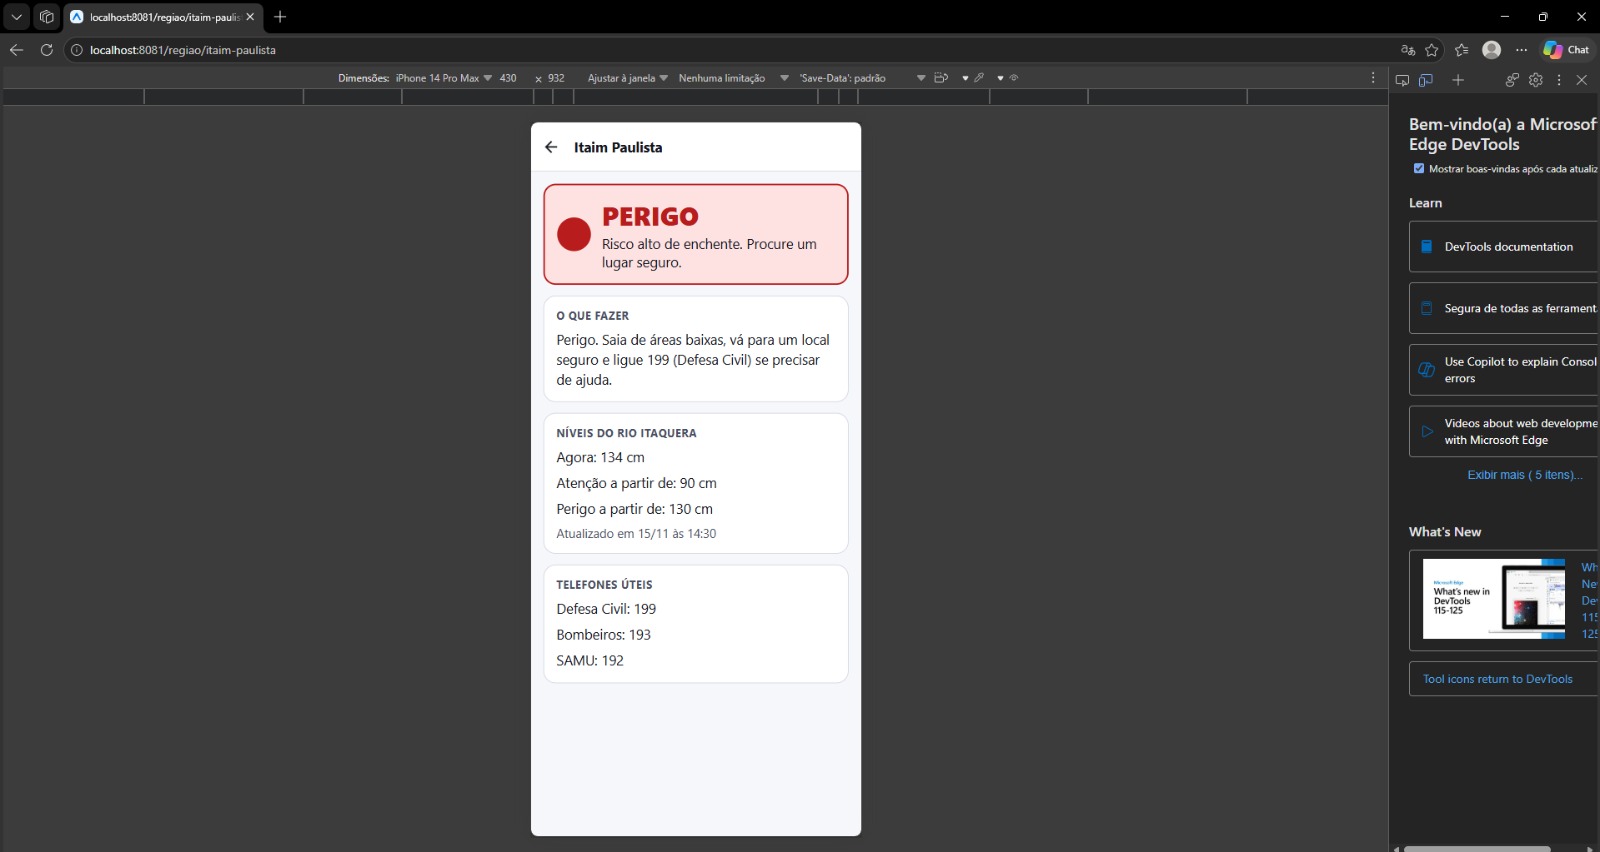 localhost:8081/regiao/itaim-paulis
localhost:8081/regiao/itaim-paulista
Chat
Dimensões: iPhone 14 Pro Max 430 x 932 Ajustar à janela Nenhuma limitação 'Save-Data': padrão
Itaim Paulista
PERIGO
Risco alto de enchente. Procure um
lugar seguro.
O QUE FAZER
Perigo. Saia de áreas baixas, vá para um local
seguro e ligue 199 (Defesa Civil) se precisar
de ajuda.
NÍVEIS DO RIO ITAQUERA
Agora: 134 cm
Atenção a partir de: 90 cm
Perigo a partir de: 130 cm
Atualizado em 15/11 às 14:30
TELEFONES ÚTEIS
Defesa Civil: 199
Bombeiros: 193
SAMU: 192
Bem-vindo(a) a Microsof
Edge DevTools
Mostrar boas-vindas após cada atualiz
Learn
DevTools documentation
Segura de todas as ferrament
Use Copilot to explain Consol
errors
Videos about web developme
with Microsoft Edge
Exibir mais ( 5 itens)...
What's New
Microsoft Edge
What's new in
DevTools
115-125
Wh
Ne
De
115
125
Tool icons return to DevTools